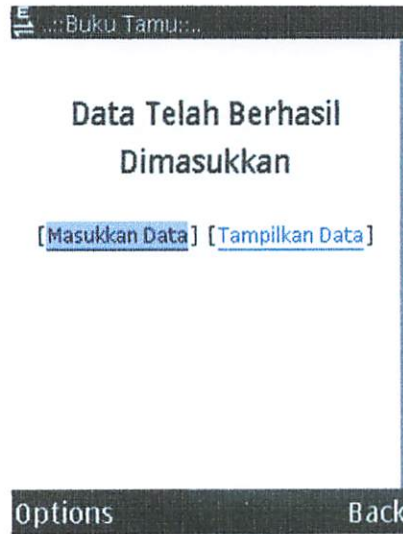 E
..::Buku Tamu::..
Data Telah Berhasil
Dimasukkan
[Masukkan Data] [Tampilkan Data]
Options Back